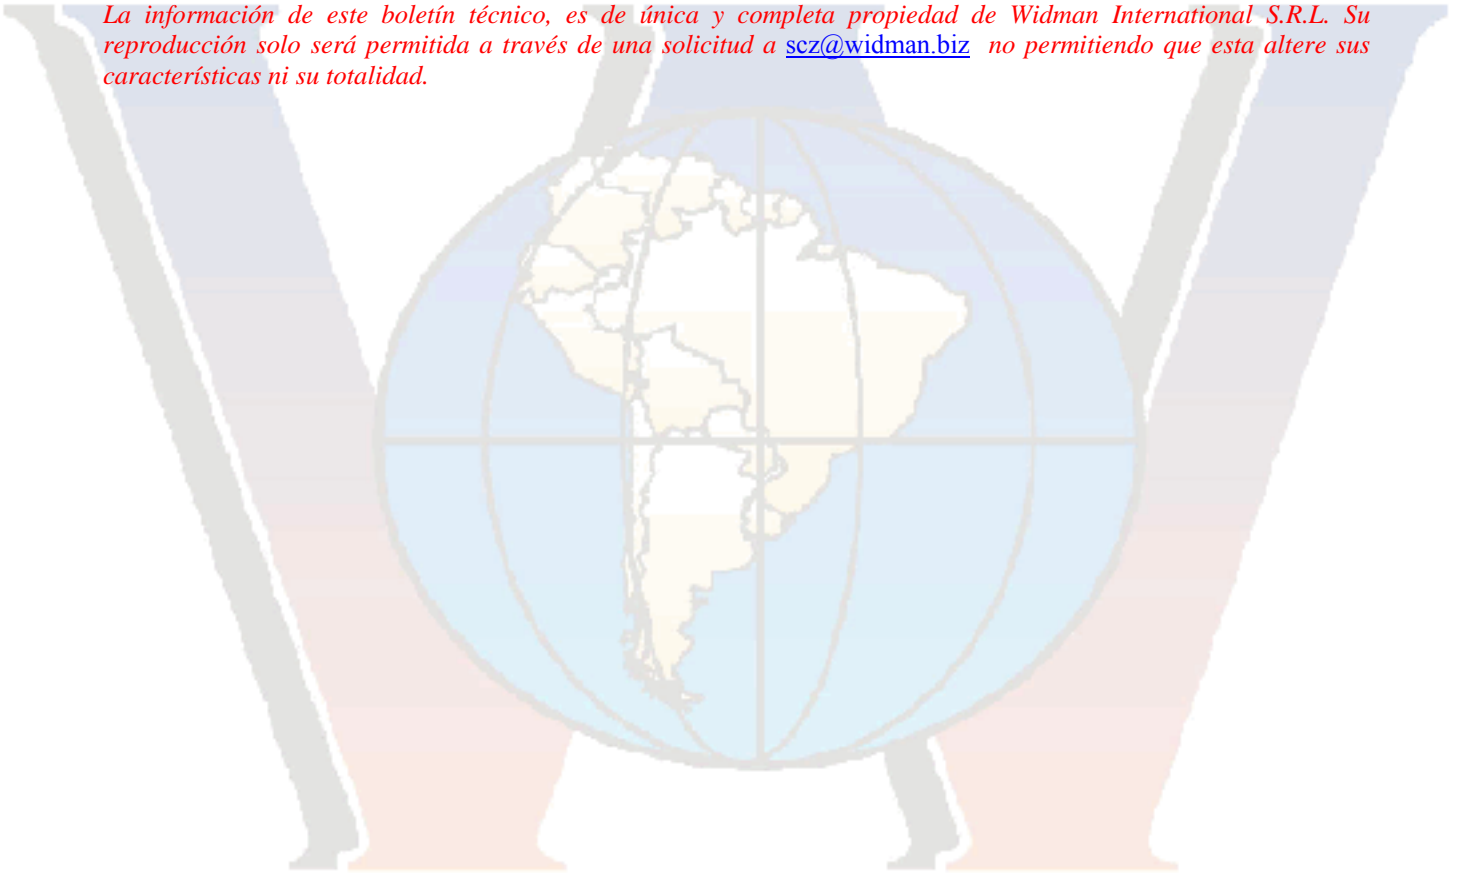 La información de este boletín técnico, es de única y completa propiedad de Widman International S.R.L. Su
reproducción solo será permitida a través de una solicitud a scz@widman.biz no permitiendo que esta altere sus
características ni su totalidad.